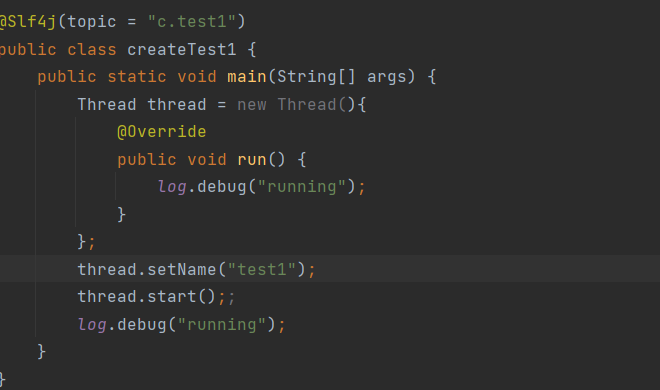 @Slf4j(topic = "c.test1")
public class createTest1 {
    public static void main(String[] args) {
        Thread thread = new Thread(){
            @Override
            public void run() {
                log.debug("running");
            }
        };
        thread.setName("test1");
        thread.start();;
        log.debug("running");
    }
}